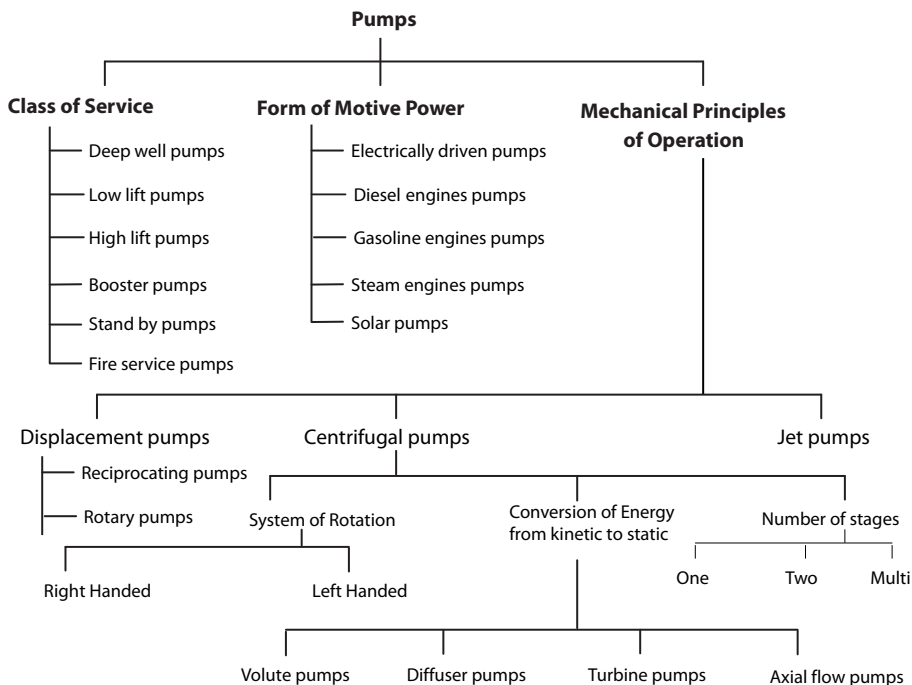 Pumps
Class of Service
Deep well pumps
Low lift pumps
High lift pumps
Booster pumps
Stand by pumps
Fire service pumps
Form of Motive Power
Electrically driven pumps
Diesel engines pumps
Gasoline engines pumps
Steam engines pumps
Solar pumps
Mechanical Principles
of Operation
Displacement pumps
Reciprocating pumps
Rotary pumps
Centrifugal pumps
System of Rotation
Right Handed
Left Handed
Conversion of Energy
from kinetic to static
Volute pumps
Diffuser pumps
Turbine pumps
Axial flow pumps
Number of stages
One
Two
Multi
Jet pumps